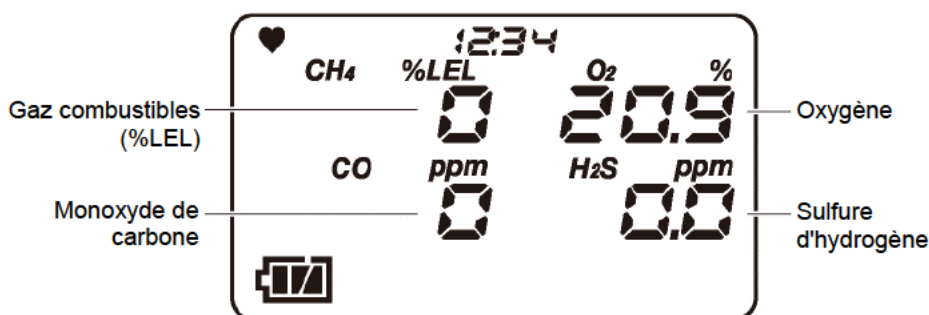 12:34
CH4 %LEL O2 %
Gaz combustibles
(%LEL)
0 20.9
Oxygène
CO ppm H2S ppm
Monoxyde de
carbone
0 0.0
Sulfure
d'hydrogène